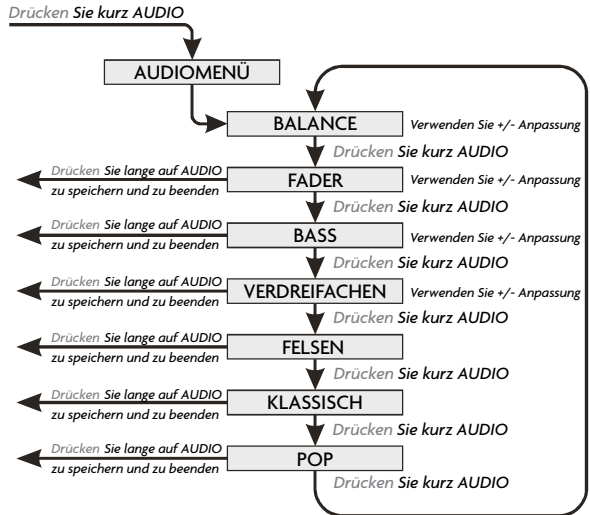 Drücken Sie kurz AUDIO
AUDIOMENÜ
BALANCE
Verwenden Sie +/- Anpassung
Drücken Sie kurz AUDIO
Drücken Sie lange auf AUDIO
zu speichern und zu beenden
FADER
Verwenden Sie +/- Anpassung
Drücken Sie kurz AUDIO
Drücken Sie lange auf AUDIO
zu speichern und zu beenden
BASS
Verwenden Sie +/- Anpassung
Drücken Sie kurz AUDIO
Drücken Sie lange auf AUDIO
zu speichern und zu beenden
VERDREIFACHEN
Verwenden Sie +/- Anpassung
Drücken Sie kurz AUDIO
Drücken Sie lange auf AUDIO
zu speichern und zu beenden
FELSEN
Drücken Sie kurz AUDIO
Drücken Sie lange auf AUDIO
zu speichern und zu beenden
KLASSISCH
Drücken Sie kurz AUDIO
Drücken Sie lange auf AUDIO
zu speichern und zu beenden
POP
Drücken Sie kurz AUDIO